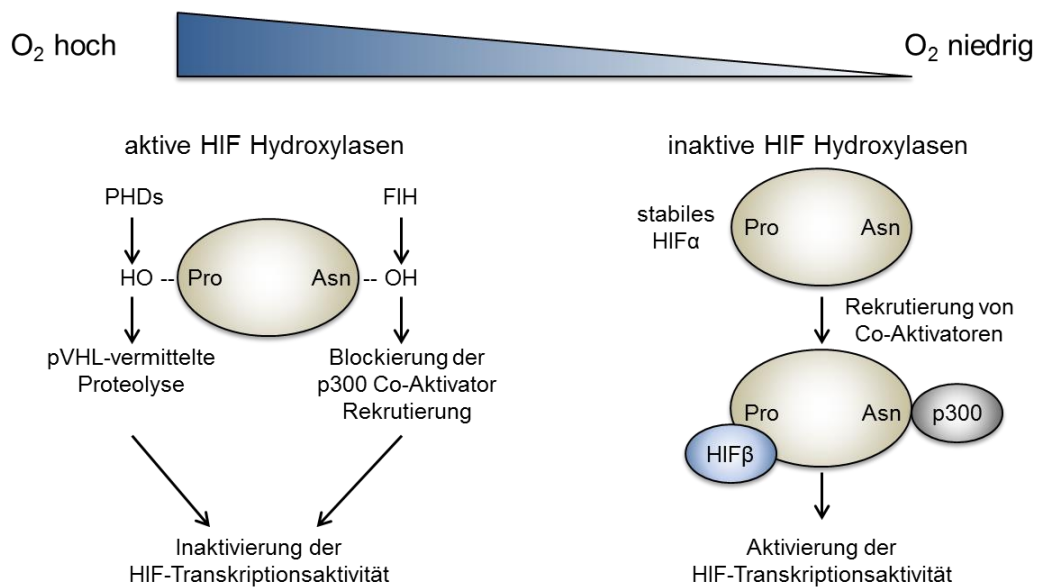 O₂ hoch
O₂ niedrig
aktive HIF Hydroxylasen
PHDs
FIH
HO -- Pro
Asn -- OH
pVHL-vermittelte
Proteolyse
Blockierung der
p300 Co-Aktivator
Rekrutierung
Inaktivierung der
HIF-Transkriptionsaktivität
inaktive HIF Hydroxylasen
stabiles
HIFα
Pro
Asn
Rekrutierung von
Co-Aktivatoren
Pro
Asn
p300
HIFβ
Aktivierung der
HIF-Transkriptionsaktivität